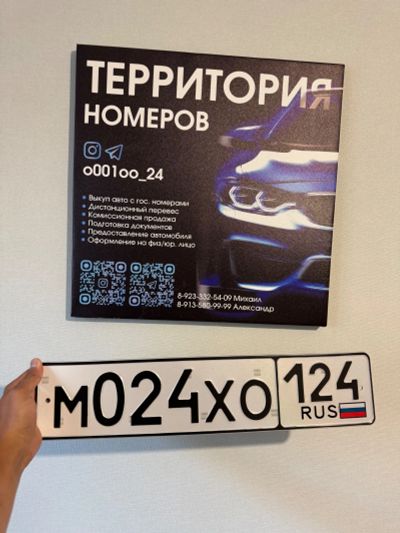 ТЕРРИТОРИЯ
НОМЕРОВ
o001oo_24
• Выкуп авто с гос. номерами
• Дистанционный перевес
• Комиссионная продажа
• Подготовка документов
• Предоставление автомобиля
• Оформление на физ/юр. лицо
8-923-332-54-09 Михаил
8-913-580-99-99 Александр
М024ХО 124
RUS